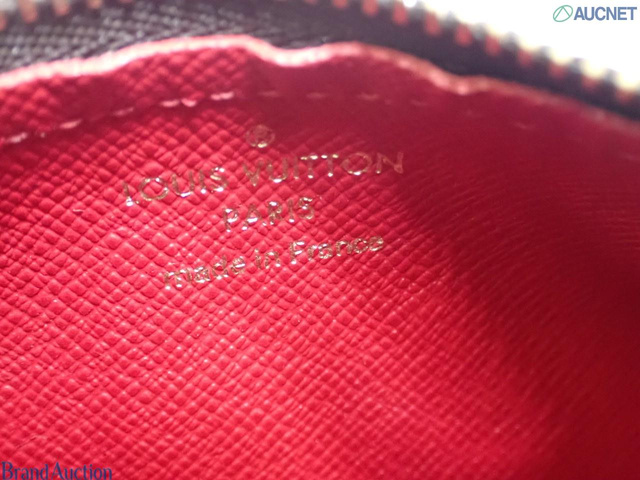 AUCNET
®
LOUIS VUITTON
PARIS
made in France
Brand Auction